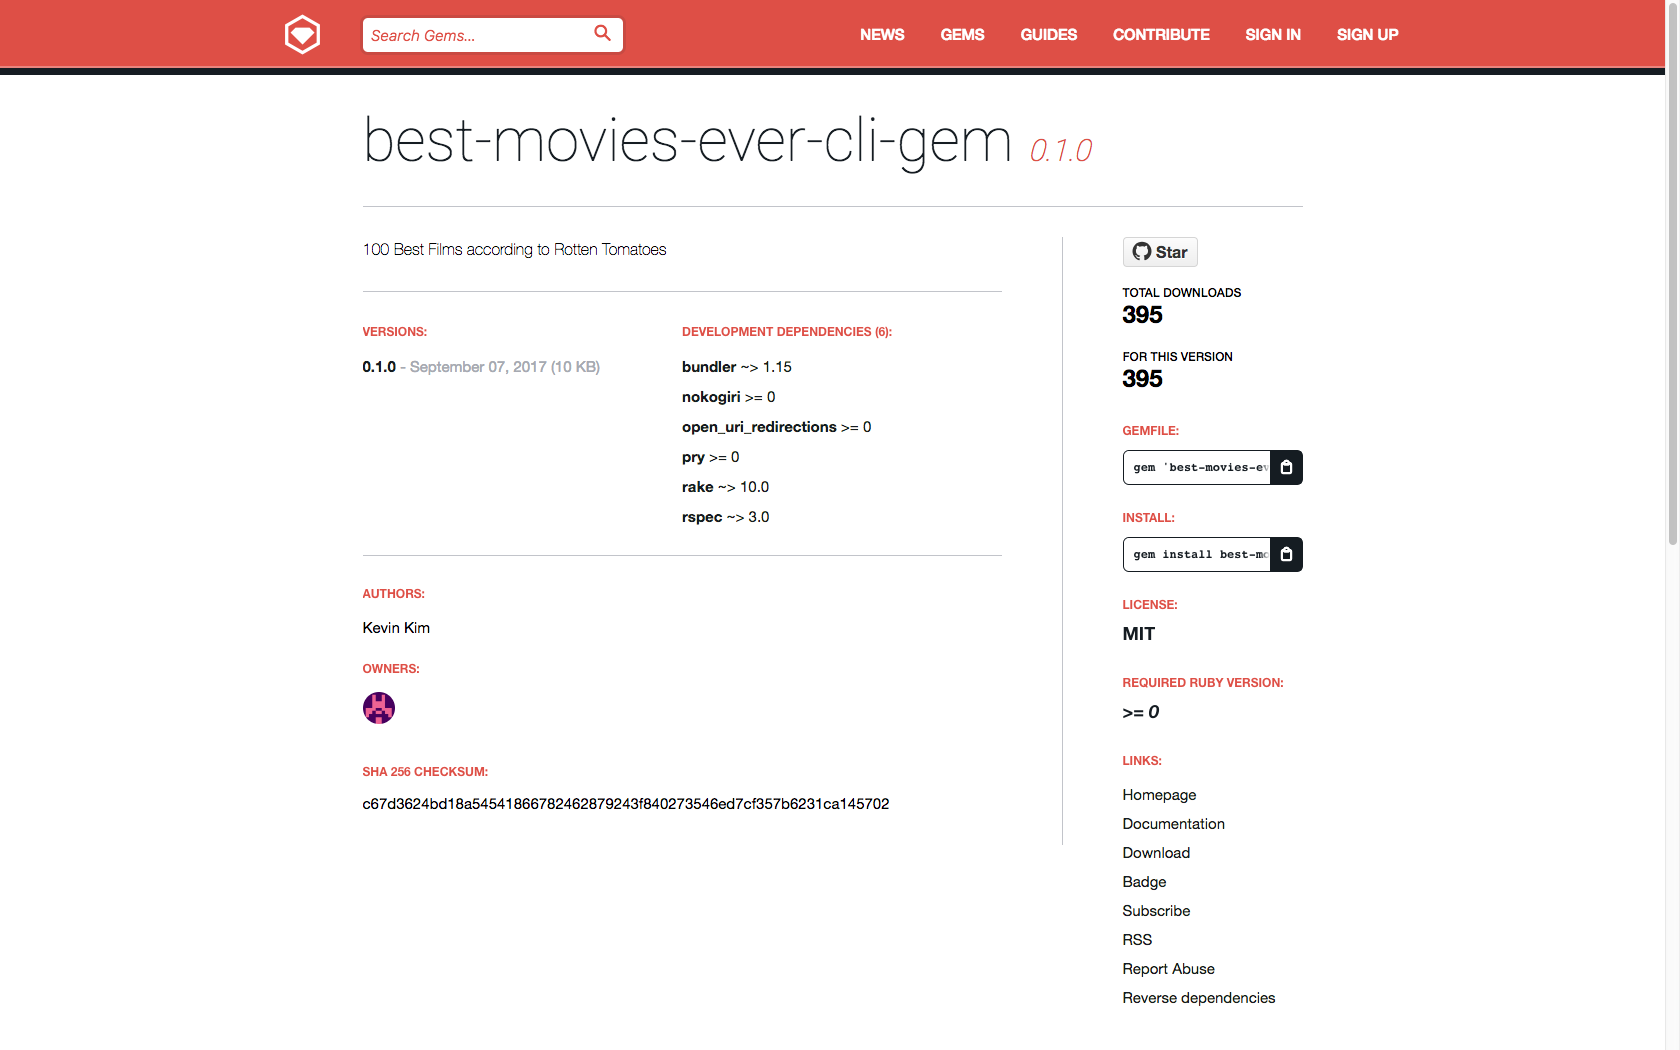 Search Gems...
NEWS GEMS GUIDES CONTRIBUTE SIGN IN SIGN UP
best-movies-ever-cli-gem 0.1.0
100 Best Films according to Rotten Tomatoes
VERSIONS:
0.1.0 - September 07, 2017 (10 KB)
DEVELOPMENT DEPENDENCIES (6):
bundler ~> 1.15
nokogiri >= 0
open_uri_redirections >= 0
pry >= 0
rake ~> 10.0
rspec ~> 3.0
AUTHORS:
Kevin Kim
OWNERS:
SHA 256 CHECKSUM:
c67d3624bd18a54541866782462879243f840273546ed7cf357b6231ca145702
Star
TOTAL DOWNLOADS
395
FOR THIS VERSION
395
GEMFILE:
gem 'best-movies-ev
INSTALL:
gem install best-mo
LICENSE:
MIT
REQUIRED RUBY VERSION:
>= 0
LINKS:
Homepage
Documentation
Download
Badge
Subscribe
RSS
Report Abuse
Reverse dependencies